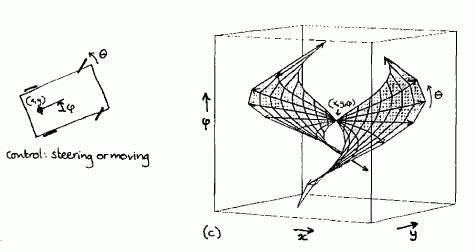 θ
(x,y)
φ
control: steering or moving
(x,y,φ)
θ
φ
(c)
x
y